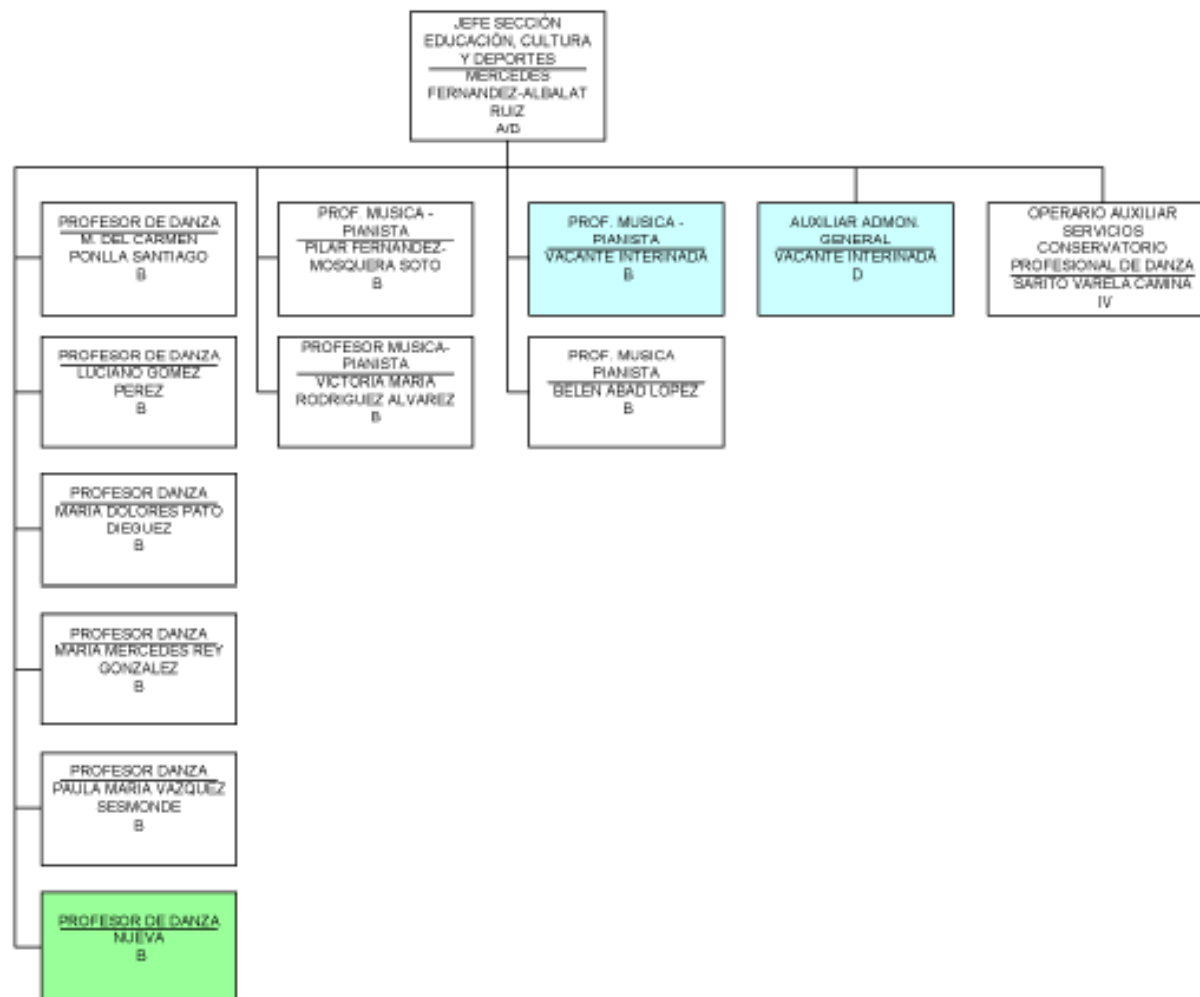 JEFE SECCIÓN
EDUCACIÓN, CULTURA
Y DEPORTES
MERCEDES
FERNANDEZ-ALBALAT
RUIZ
A/B
PROFESOR DE DANZA
M. DEL CARMEN
PONLLA SANTIAGO
B
PROFESOR DE DANZA
LUCIANO GOMEZ
PEREZ
B
PROFESOR DANZA
MARIA DOLORES PATO
DIEGUEZ
B
PROFESOR DANZA
MARIA MERCEDES REY
GONZALEZ
B
PROFESOR DANZA
PAULA MARIA VAZQUEZ
SESMONDE
B
PROFESOR DE DANZA
NUEVA
B
PROF. MUSICA -
PIANISTA
PILAR FERNANDEZ-
MOSQUERA SOTO
B
PROFESOR MUSICA-
PIANISTA
VICTORIA MARIA
RODRIGUEZ ALVAREZ
B
PROF. MUSICA -
PIANISTA
VACANTE INTERINADA
B
PROF. MUSICA
PIANISTA
BELEN ABAD LOPEZ
B
AUXILIAR ADMON.
GENERAL
VACANTE INTERINADA
D
OPERARIO AUXILIAR
SERVICIOS
CONSERVATORIO
PROFESIONAL DE DANZA
SARITO VARELA CAMINA
IV